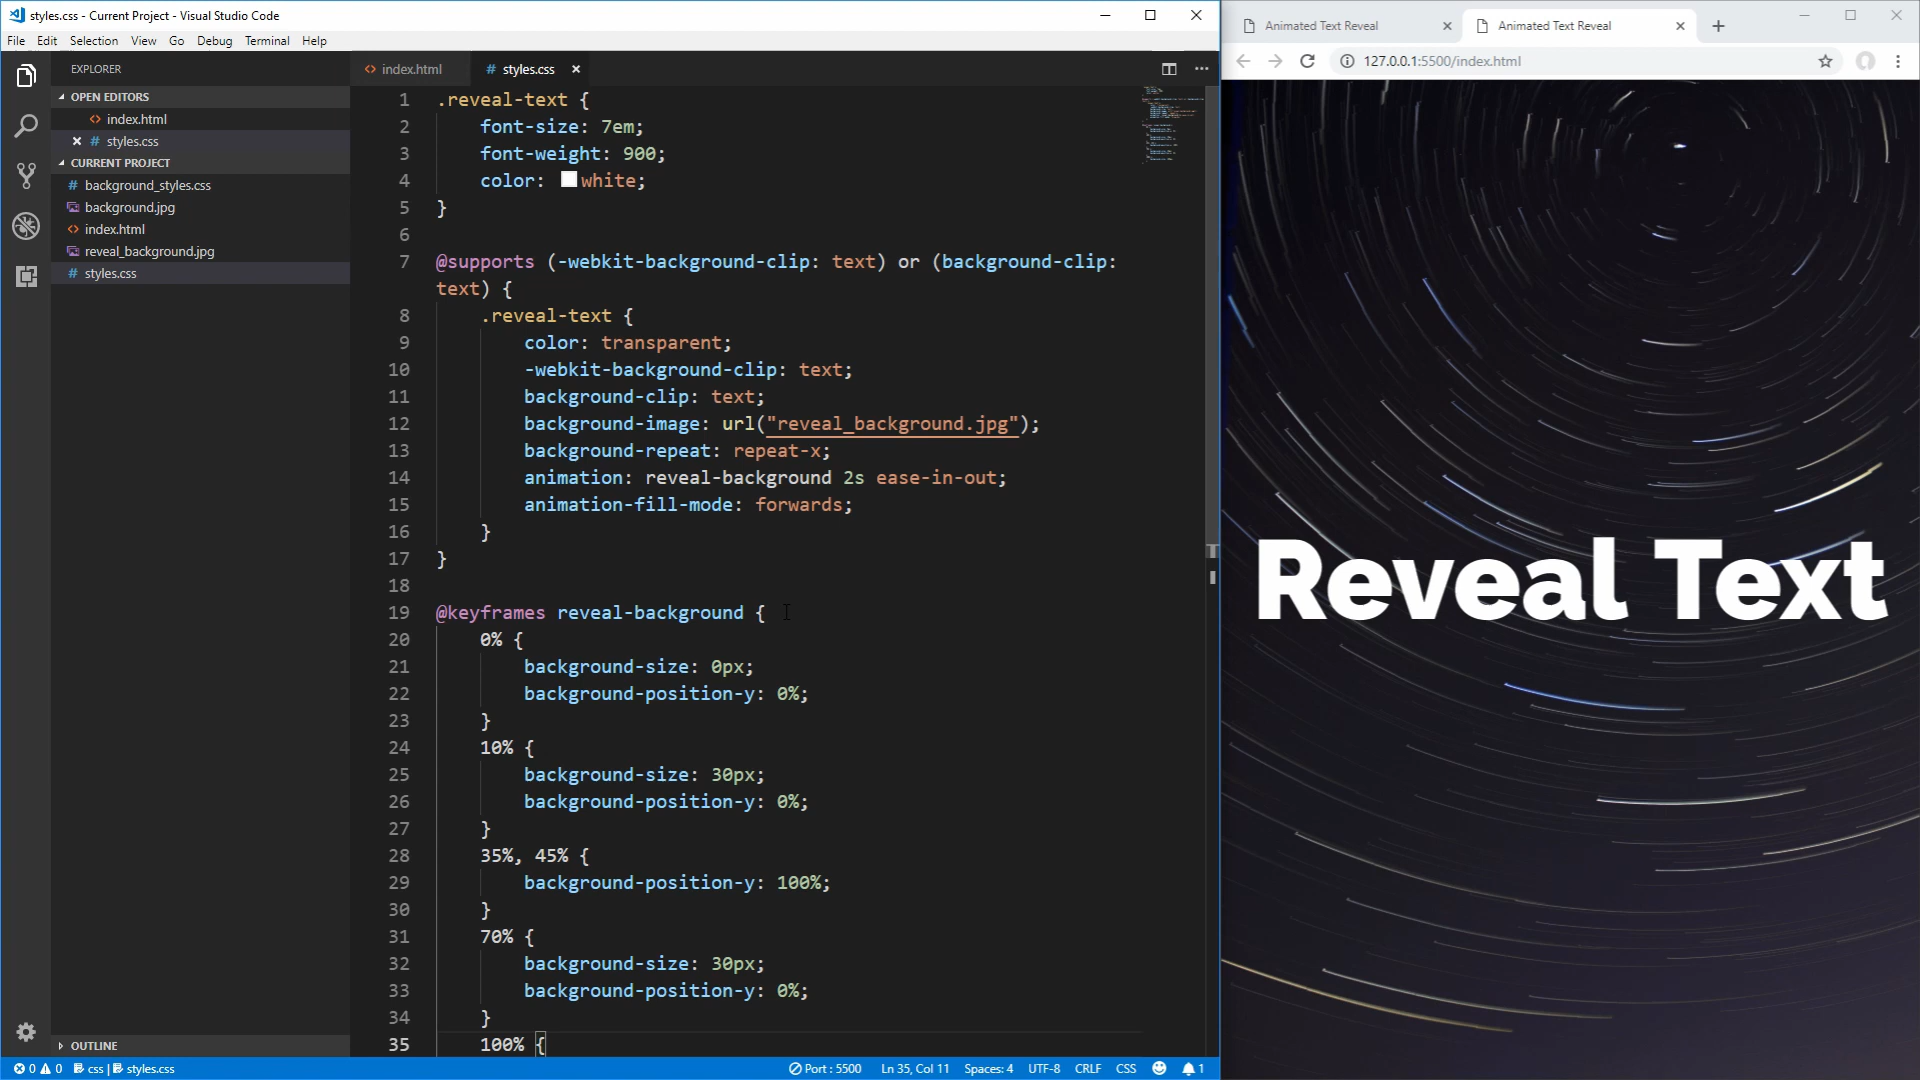 styles.css - Current Project - Visual Studio Code
File Edit Selection View Go Debug Terminal Help
EXPLORER
OPEN EDITORS
index.html
styles.css
CURRENT PROJECT
background_styles.css
background.jpg
index.html
reveal_background.jpg
styles.css
OUTLINE
index.html
styles.css
1 .reveal-text {
2 font-size: 7em;
3 font-weight: 900;
4 color: white;
5 }
6
7 @supports (-webkit-background-clip: text) or (background-clip:
text) {
8 .reveal-text {
9 color: transparent;
10 -webkit-background-clip: text;
11 background-clip: text;
12 background-image: url("reveal_background.jpg");
13 background-repeat: repeat-x;
14 animation: reveal-background 2s ease-in-out;
15 animation-fill-mode: forwards;
16 }
17 }
18
19 @keyframes reveal-background {
20 0% {
21 background-size: 0px;
22 background-position-y: 0%;
23 }
24 10% {
25 background-size: 30px;
26 background-position-y: 0%;
27 }
28 35%, 45% {
29 background-position-y: 100%;
30 }
31 70% {
32 background-size: 30px;
33 background-position-y: 0%;
34 }
35 100% {
0 0 css | styles.css
Port : 5500 Ln 35, Col 11 Spaces: 4 UTF-8 CRLF CSS 1
Animated Text Reveal
Animated Text Reveal
127.0.0.1:5500/index.html
Reveal Text